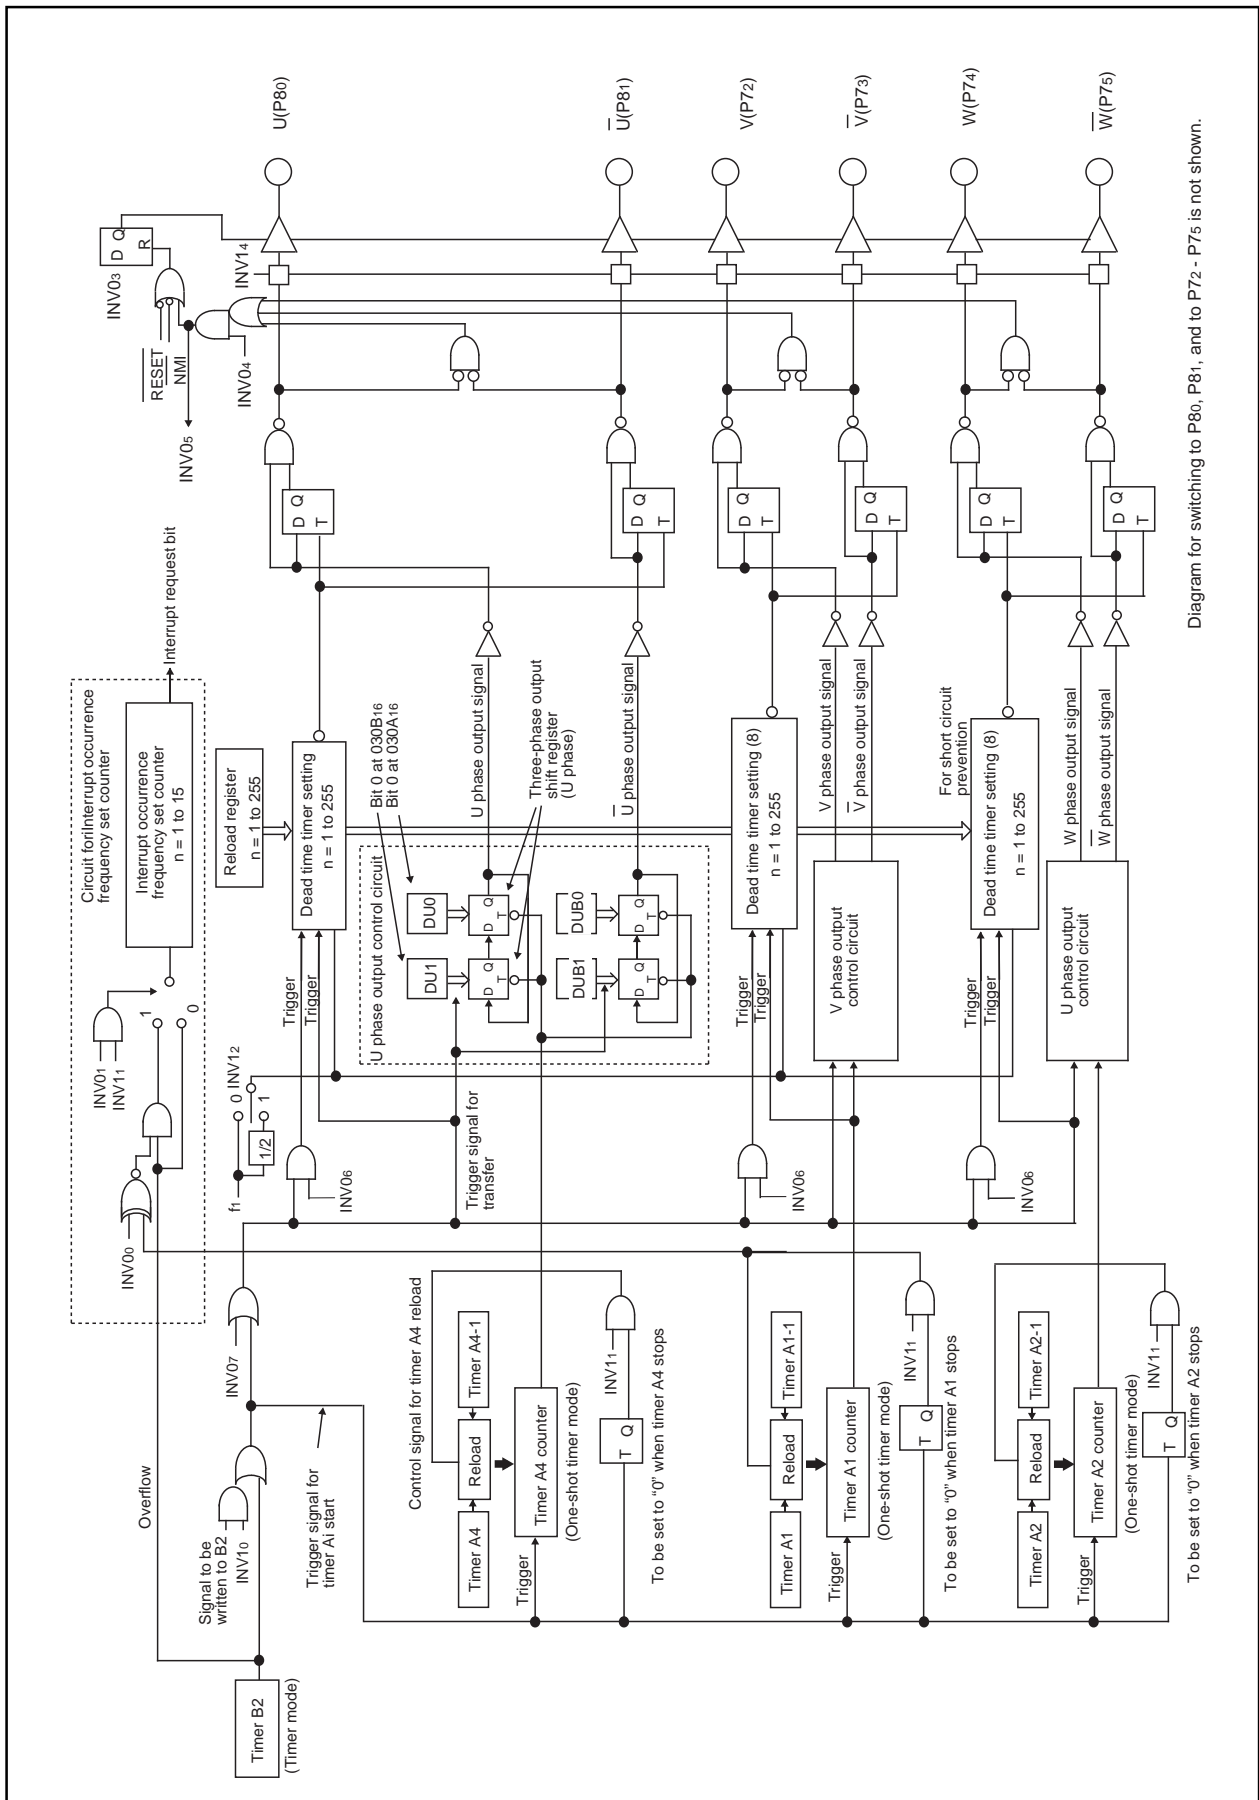 Circuit foriInterrupt occurrence
frequency set counter
Interrupt occurrence
frequency set counter
n = 1 to 15
Interrupt request bit
INV01
INV11
1
0
INV00
Overflow
Timer B2
(Timer mode)
Signal to be
written to B2
INV10
INV07
Trigger signal for
timer Ai start
f1
1/2
0
INV12
1
Reload register
n = 1 to 255
Dead time timer setting
n = 1 to 255
Trigger
Trigger
INV06
Trigger signal for
transfer
U phase output control circuit
Bit 0 at 030B16
Bit 0 at 030A16
DU1
DU0
D Q
T
D Q
T
DUB1
DUB0
D Q
T
D Q
T
Three-phase output
shift register
(U phase)
U phase output signal
U phase output signal
D Q
T
D Q
T
INV03
D Q
R
RESET
NMI
INV04
INV05
INV14
U(P80)
U(P81)
V(P72)
V(P73)
W(P74)
W(P75)
Control signal for timer A4 reload
Timer A4
Reload
Timer A4-1
Trigger
Timer A4 counter
(One-shot timer mode)
T Q
INV11
To be set to “0” when timer A4 stops
Trigger
Trigger
INV06
Dead time timer setting (8)
n = 1 to 255
V phase output
control circuit
V phase output signal
V phase output signal
D Q
T
D Q
T
Timer A1
Reload
Timer A1-1
Trigger
Timer A1 counter
(One-shot timer mode)
T Q
INV11
To be set to “0” when timer A1 stops
Trigger
Trigger
INV06
For short circuit
prevention
Dead time timer setting (8)
n = 1 to 255
U phase output
control circuit
W phase output signal
W phase output signal
D Q
T
D Q
T
Timer A2
Reload
Timer A2-1
Trigger
Timer A2 counter
(One-shot timer mode)
T Q
INV11
To be set to “0” when timer A2 stops
Diagram for switching to P80, P81, and to P72 - P75 is not shown.